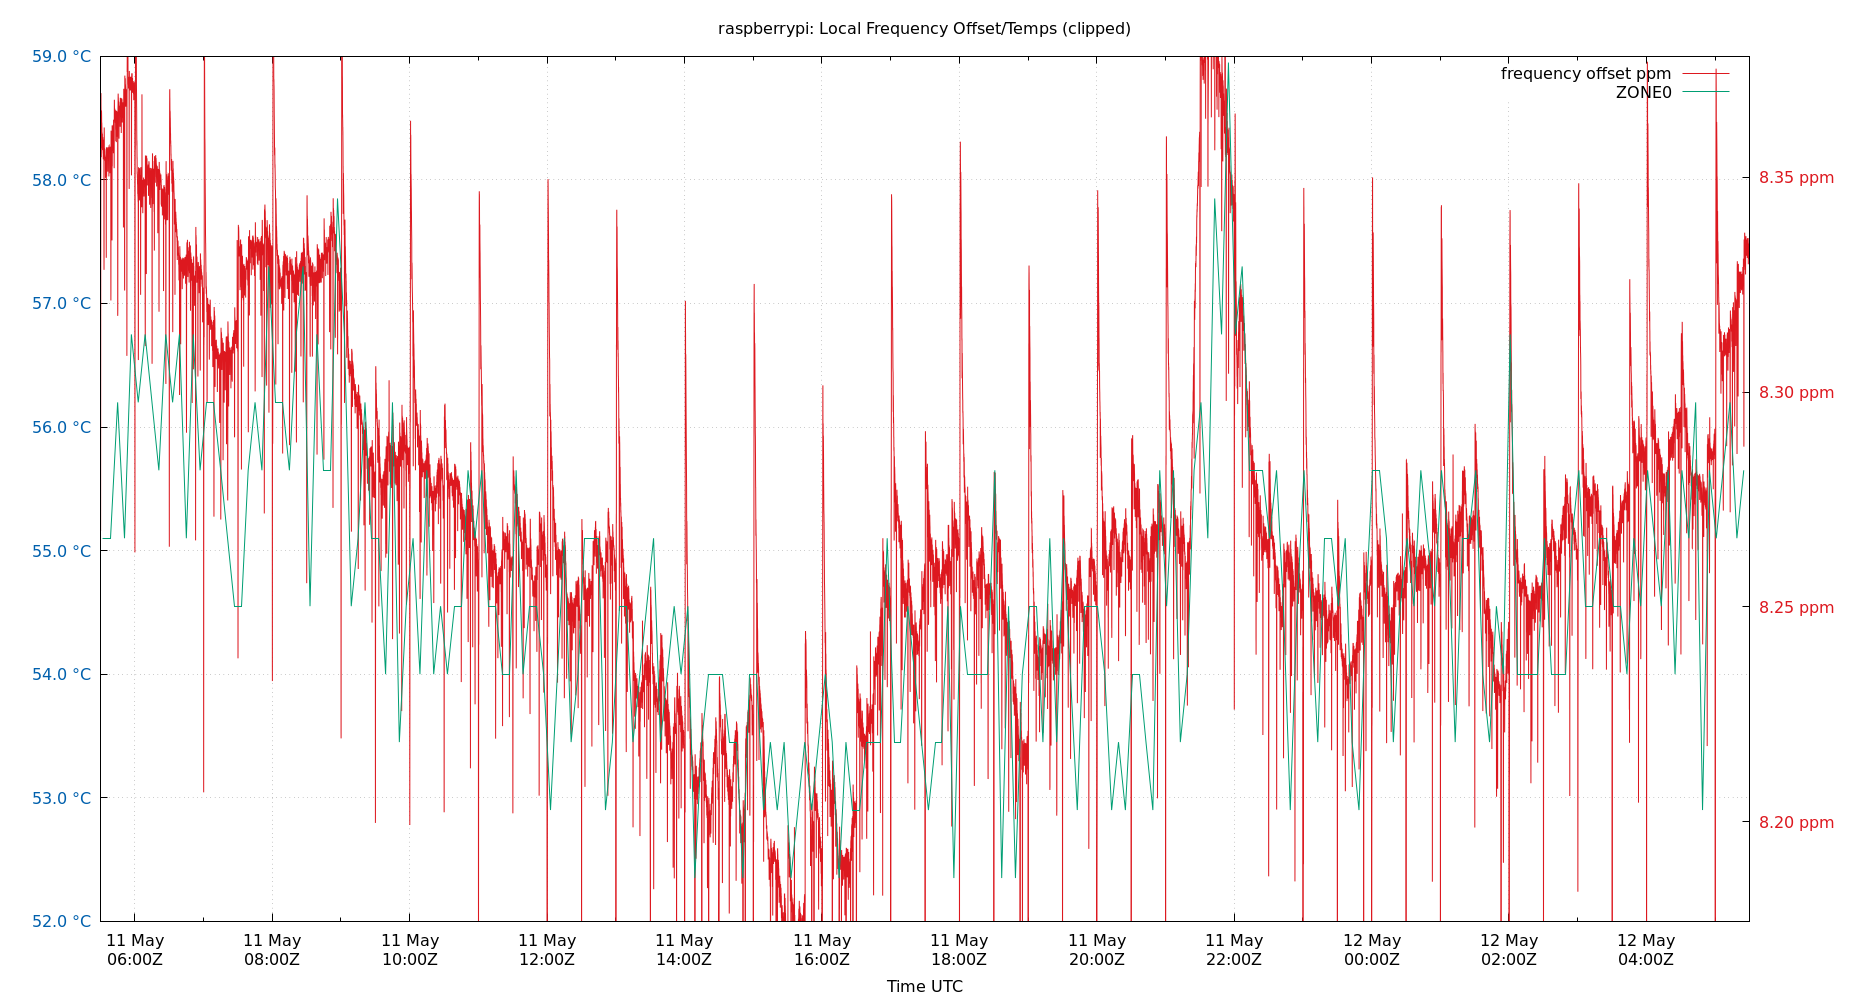 raspberrypi: Local Frequency Offset/Temps (clipped)
frequency offset ppm
ZONE0
59.0 °C
58.0 °C
57.0 °C
56.0 °C
55.0 °C
54.0 °C
53.0 °C
52.0 °C
8.35 ppm
8.30 ppm
8.25 ppm
8.20 ppm
11 May 11 May 11 May 11 May 11 May 11 May 11 May 11 May 11 May 12 May 12 May 12 May
06:00Z 08:00Z 10:00Z 12:00Z 14:00Z 16:00Z 18:00Z 20:00Z 22:00Z 00:00Z 02:00Z 04:00Z
Time UTC